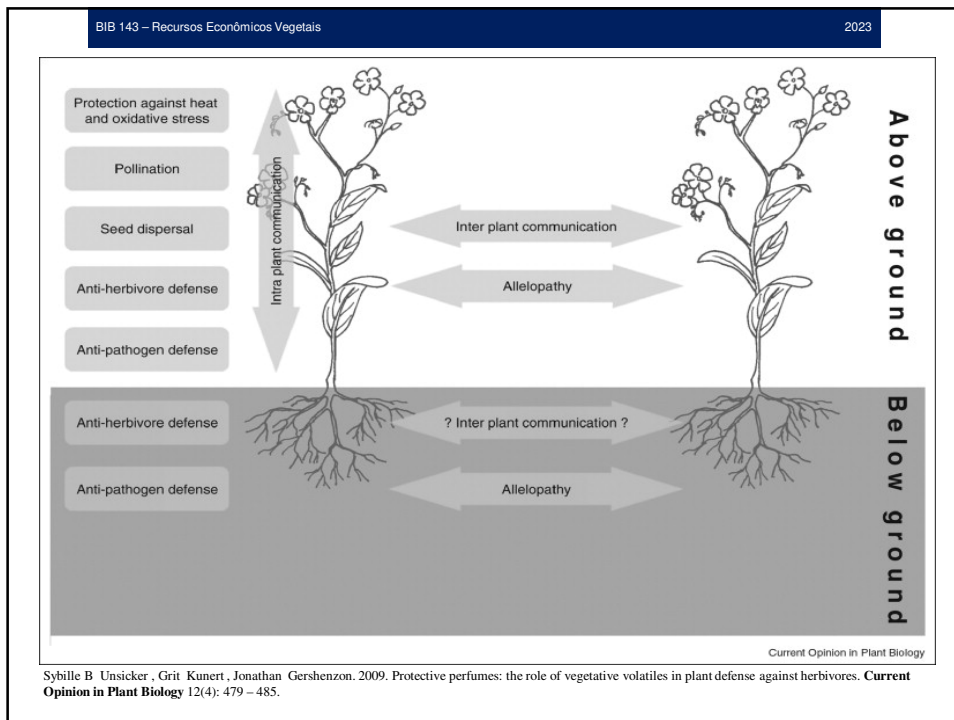 BIB 143 – Recursos Econômicos Vegetais 2023
Protection against heat
and oxidative stress
Pollination
Seed dispersal
Anti-herbivore defense
Anti-pathogen defense
Intra plant communication
Inter plant communication
Allelopathy
Above ground
Anti-herbivore defense
Anti-pathogen defense
? Inter plant communication ?
Allelopathy
Below ground
Current Opinion in Plant Biology
Sybille B Unsicker , Grit Kunert , Jonathan Gershenzon. 2009. Protective perfumes: the role of vegetative volatiles in plant defense against herbivores. Current
Opinion in Plant Biology 12(4): 479 – 485.